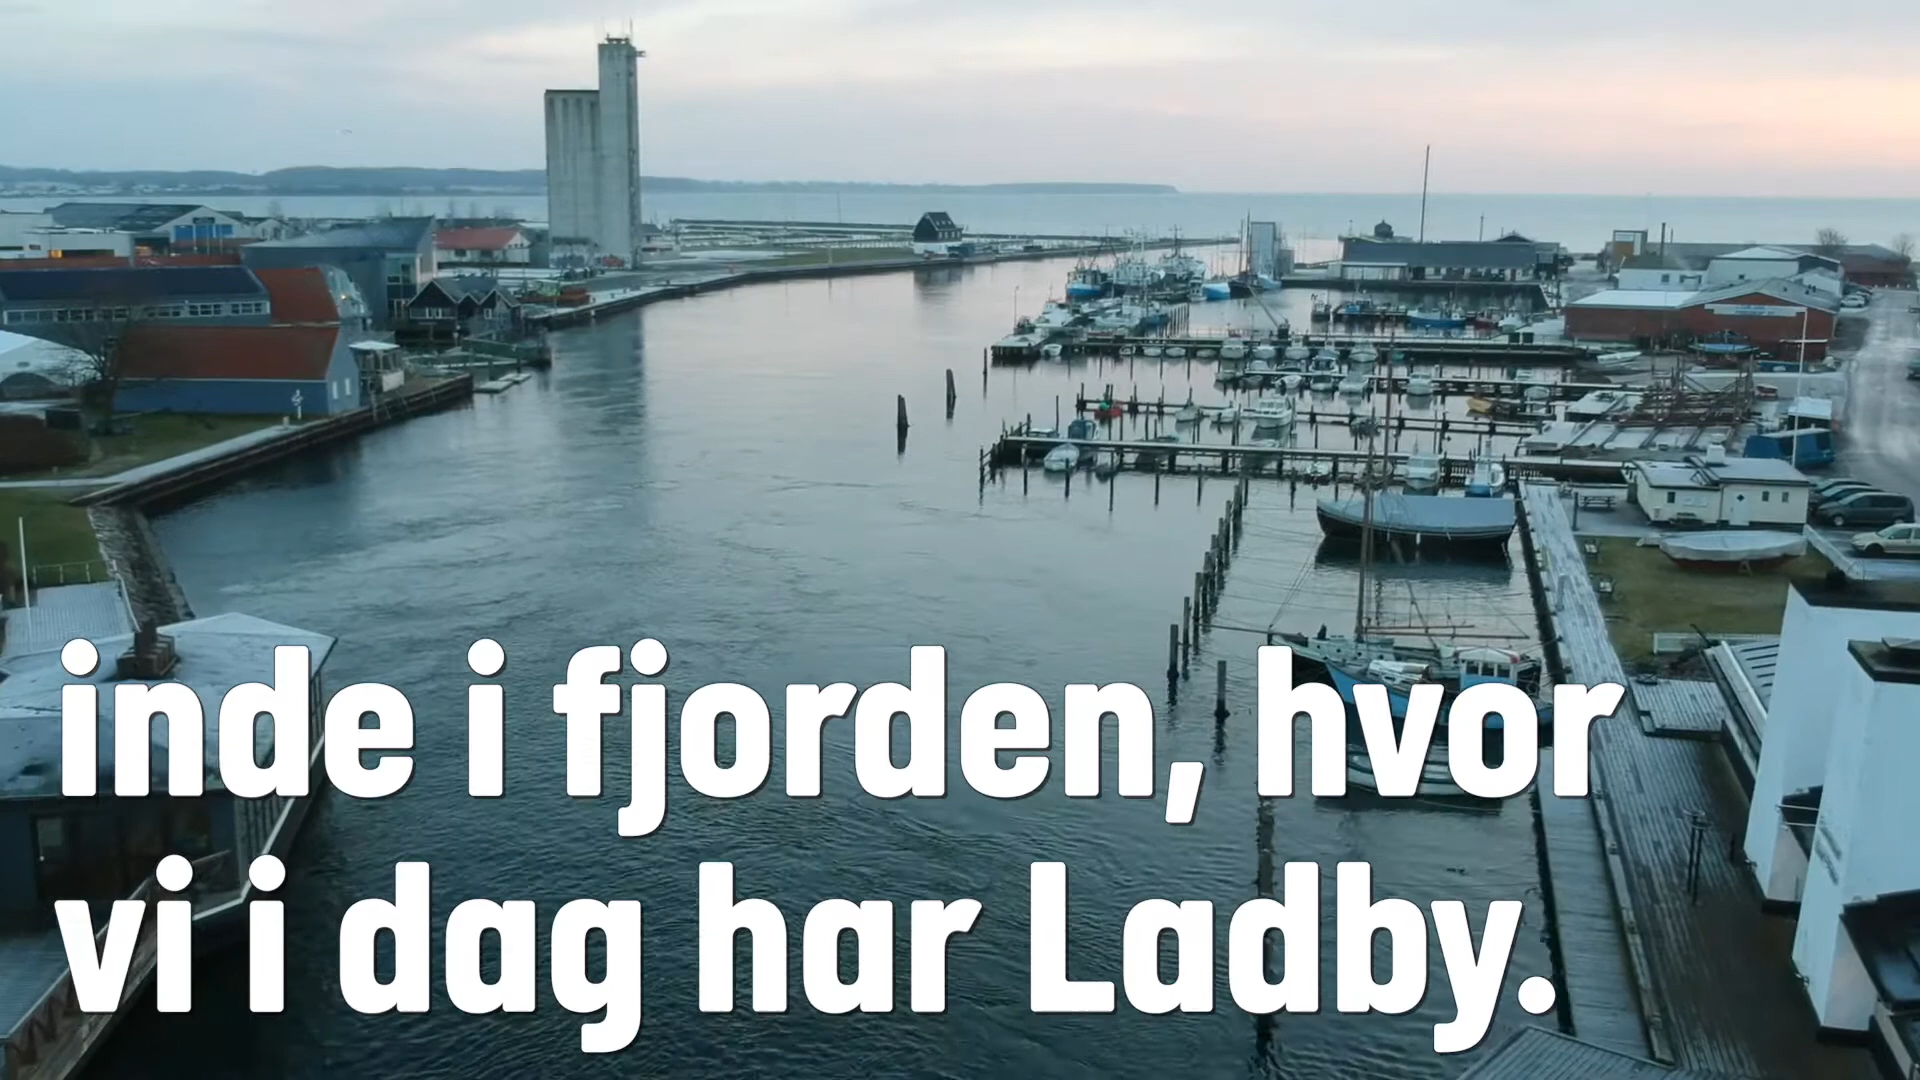 inde i fjorden, hvor
vi i dag har Ladby.